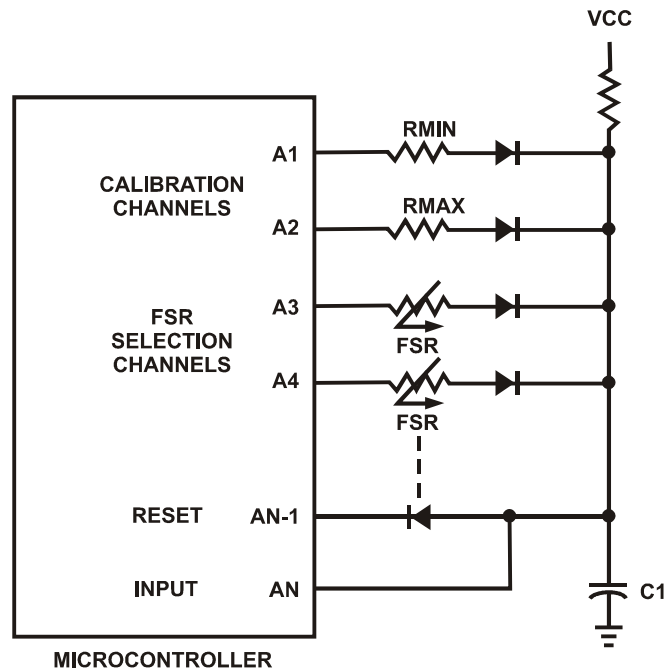 VCC
RMIN
A1
CALIBRATION
CHANNELS
RMAX
A2
A3
FSR
FSR
SELECTION
CHANNELS
A4
FSR
RESET
AN-1
INPUT
AN
C1
MICROCONTROLLER